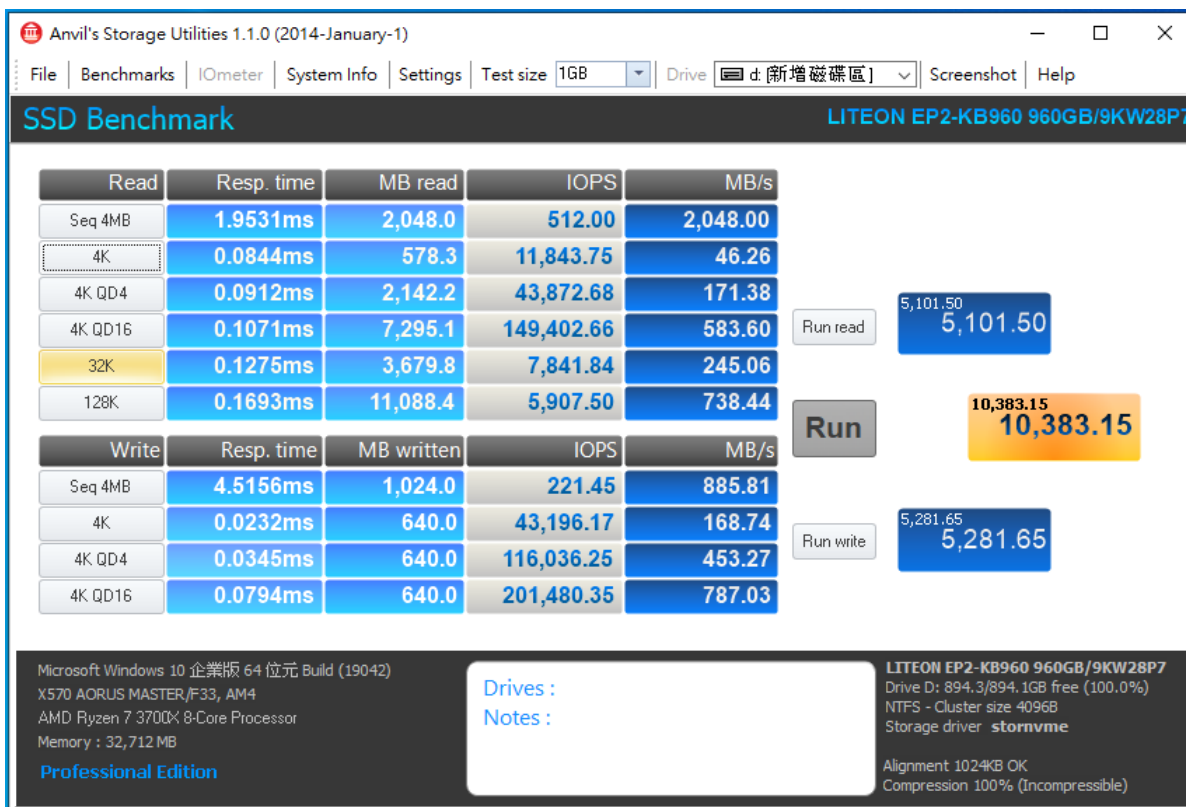 Anvil's Storage Utilities 1.1.0 (2014-January-1)
File Benchmarks IOmeter System Info Settings Test size 1GB Drive d: [新增磁碟區] Screenshot Help
SSD Benchmark LITEON EP2-KB960 960GB/9KW28P7
Read Resp. time MB read IOPS MB/s
Seq 4MB 1.9531ms 2,048.0 512.00 2,048.00
4K 0.0844ms 578.3 11,843.75 46.26
4K QD4 0.0912ms 2,142.2 43,872.68 171.38
4K QD16 0.1071ms 7,295.1 149,402.66 583.60
32K 0.1275ms 3,679.8 7,841.84 245.06
128K 0.1693ms 11,088.4 5,907.50 738.44
Run read 5,101.50 5,101.50
Run 10,383.15 10,383.15
Write Resp. time MB written IOPS MB/s
Seq 4MB 4.5156ms 1,024.0 221.45 885.81
4K 0.0232ms 640.0 43,196.17 168.74
4K QD4 0.0345ms 640.0 116,036.25 453.27
4K QD16 0.0794ms 640.0 201,480.35 787.03
Run write 5,281.65 5,281.65
Microsoft Windows 10 企業版 64 位元 Build (19042)
X570 AORUS MASTER/F33, AM4
AMD Ryzen 7 3700X 8-Core Processor
Memory : 32,712 MB
Professional Edition
Drives :
Notes :
LITEON EP2-KB960 960GB/9KW28P7
Drive D: 894.3/894.1GB free (100.0%)
NTFS - Cluster size 4096B
Storage driver stornvme
Alignment 1024KB OK
Compression 100% (Incompressible)